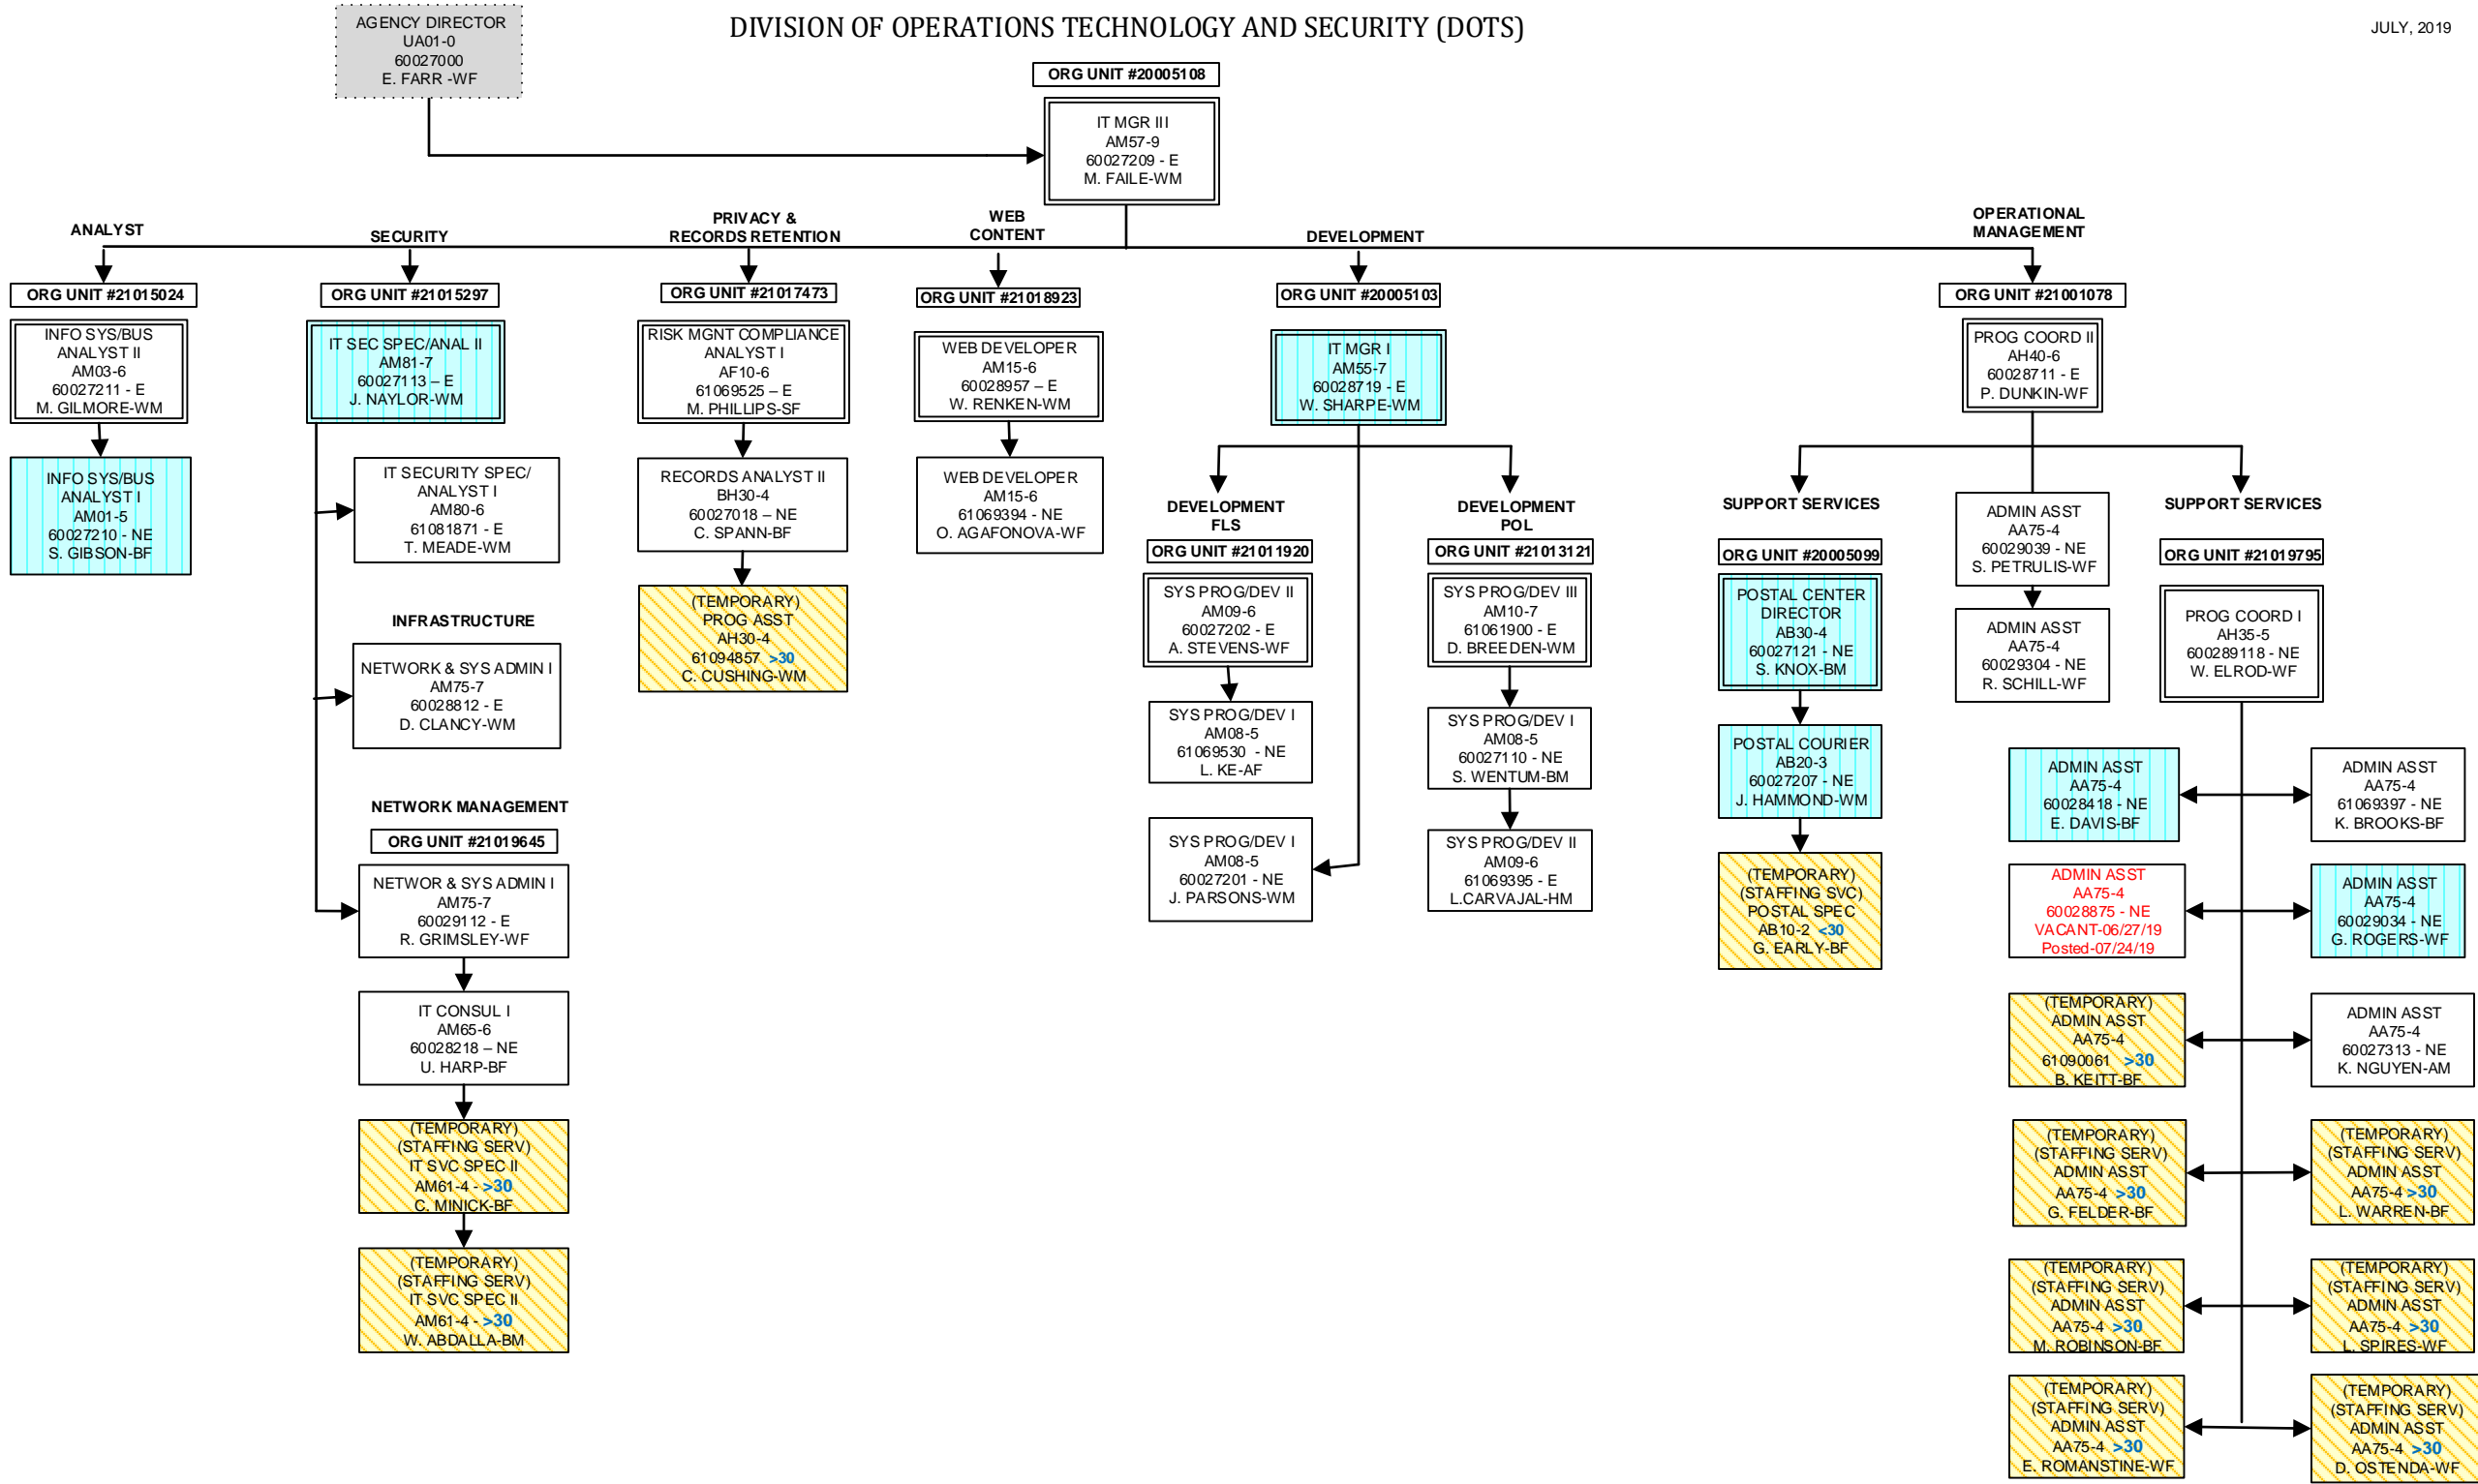 AGENCY DIRECTOR
UA01-0
60027000
E. FARR -WF
DIVISION OF OPERATIONS TECHNOLOGY AND SECURITY (DOTS)
JULY, 2019
ORG UNIT #20005108
IT MGR III
AM57-9
60027209 - E
M. FAILE-WM
ANALYST
ORG UNIT #21015024
INFO SYS/BUS
ANALYST II
AM03-6
60027211 - E
M. GILMORE-WM
INFO SYS/BUS
ANALYST I
AM01-5
60027210 - NE
S. GIBSON-BF
SECURITY
ORG UNIT #21015297
IT SEC SPEC/ANAL II
AM81-7
60027113 – E
J. NAYLOR-WM
IT SECURITY SPEC/
ANALYST I
AM80-6
61081871 - E
T. MEADE-WM
INFRASTRUCTURE
NETWORK & SYS ADMIN I
AM75-7
60028812 - E
D. CLANCY-WM
NETWORK MANAGEMENT
ORG UNIT #21019645
NETWOR & SYS ADMIN I
AM75-7
60029112 - E
R. GRIMSLEY-WF
IT CONSUL I
AM65-6
60028218 – NE
U. HARP-BF
(TEMPORARY)
(STAFFING SERV)
IT SVC SPEC II
AM61-4 - >30
C. MINICK-BF
(TEMPORARY)
(STAFFING SERV)
IT SVC SPEC II
AM61-4 - >30
W. ABDALLA-BM
PRIVACY &
RECORDS RETENTION
ORG UNIT #21017473
RISK MGNT COMPLIANCE
ANALYST I
AF10-6
61069525 – E
M. PHILLIPS-SF
RECORDS ANALYST II
BH30-4
60027018 – NE
C. SPANN-BF
(TEMPORARY)
PROG ASST
AH30-4
61094857 >30
C. CUSHING-WM
WEB
CONTENT
ORG UNIT #21018923
WEB DEVELOPER
AM15-6
60028957 – E
W. RENKEN-WM
WEB DEVELOPER
AM15-6
61069394 - NE
O. AGAFONOVA-WF
DEVELOPMENT
ORG UNIT #20005103
IT MGR I
AM55-7
60028719 - E
W. SHARPE-WM
DEVELOPMENT
FLS
ORG UNIT #21011920
SYS PROG/DEV II
AM09-6
60027202 - E
A. STEVENS-WF
SYS PROG/DEV I
AM08-5
61069530 - NE
L. KE-AF
SYS PROG/DEV I
AM08-5
60027201 - NE
J. PARSONS-WM
DEVELOPMENT
POL
ORG UNIT #21013121
SYS PROG/DEV III
AM10-7
61061900 - E
D. BREEDEN-WM
SYS PROG/DEV I
AM08-5
60027110 - NE
S. WENTUM-BM
SYS PROG/DEV II
AM09-6
61069395 - E
L.CARVAJAL-HM
OPERATIONAL
MANAGEMENT
ORG UNIT #21001078
PROG COORD II
AH40-6
60028711 - E
P. DUNKIN-WF
SUPPORT SERVICES
ORG UNIT #20005099
POSTAL CENTER
DIRECTOR
AB30-4
60027121 - NE
S. KNOX-BM
POSTAL COURIER
AB20-3
60027207 - NE
J. HAMMOND-WM
(TEMPORARY)
(STAFFING SVC)
POSTAL SPEC
AB10-2 <30
G. EARLY-BF
ADMIN ASST
AA75-4
60029039 - NE
S. PETRULIS-WF
ADMIN ASST
AA75-4
60029304 - NE
R. SCHILL-WF
SUPPORT SERVICES
ORG UNIT #21019795
PROG COORD I
AH35-5
600289118 - NE
W. ELROD-WF
ADMIN ASST
AA75-4
60028418 - NE
E. DAVIS-BF
ADMIN ASST
AA75-4
61069397 - NE
K. BROOKS-BF
ADMIN ASST
AA75-4
60028875 - NE
VACANT-06/27/19
Posted-07/24/19
ADMIN ASST
AA75-4
60029034 - NE
G. ROGERS-WF
(TEMPORARY)
ADMIN ASST
AA75-4
61090061 >30
B. KEITT-BF
ADMIN ASST
AA75-4
60027313 - NE
K. NGUYEN-AM
(TEMPORARY)
(STAFFING SERV)
ADMIN ASST
AA75-4 >30
G. FELDER-BF
(TEMPORARY)
(STAFFING SERV)
ADMIN ASST
AA75-4 >30
L. WARREN-BF
(TEMPORARY)
(STAFFING SERV)
ADMIN ASST
AA75-4 >30
M. ROBINSON-BF
(TEMPORARY)
(STAFFING SERV)
ADMIN ASST
AA75-4 >30
L. SPIRES-WF
(TEMPORARY)
(STAFFING SERV)
ADMIN ASST
AA75-4 >30
E. ROMANSTINE-WF
(TEMPORARY)
(STAFFING SERV)
ADMIN ASST
AA75-4 >30
D. OSTENDA-WF